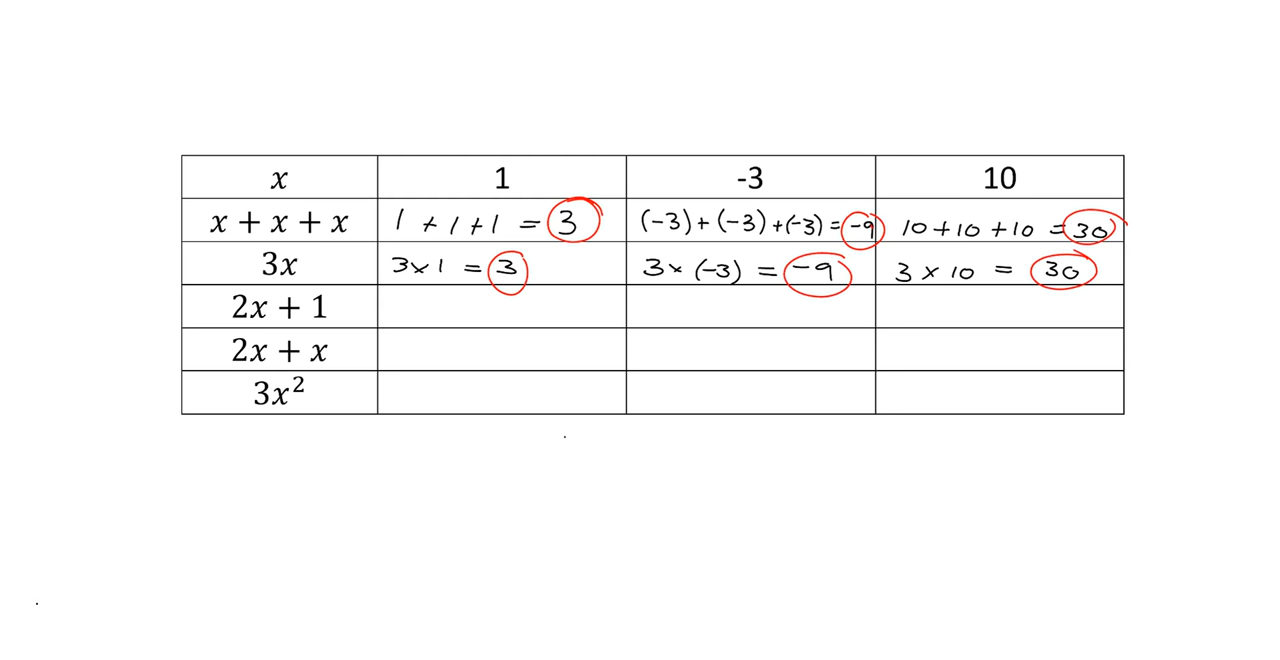 x 1 -3 10
x + x + x 1 + 1 + 1 = 3 (-3) + (-3) + (-3) = -9 10 + 10 + 10 = 30
3x 3 × 1 = 3 3 × (-3) = -9 3 × 10 = 30
2x + 1
2x + x
3x²